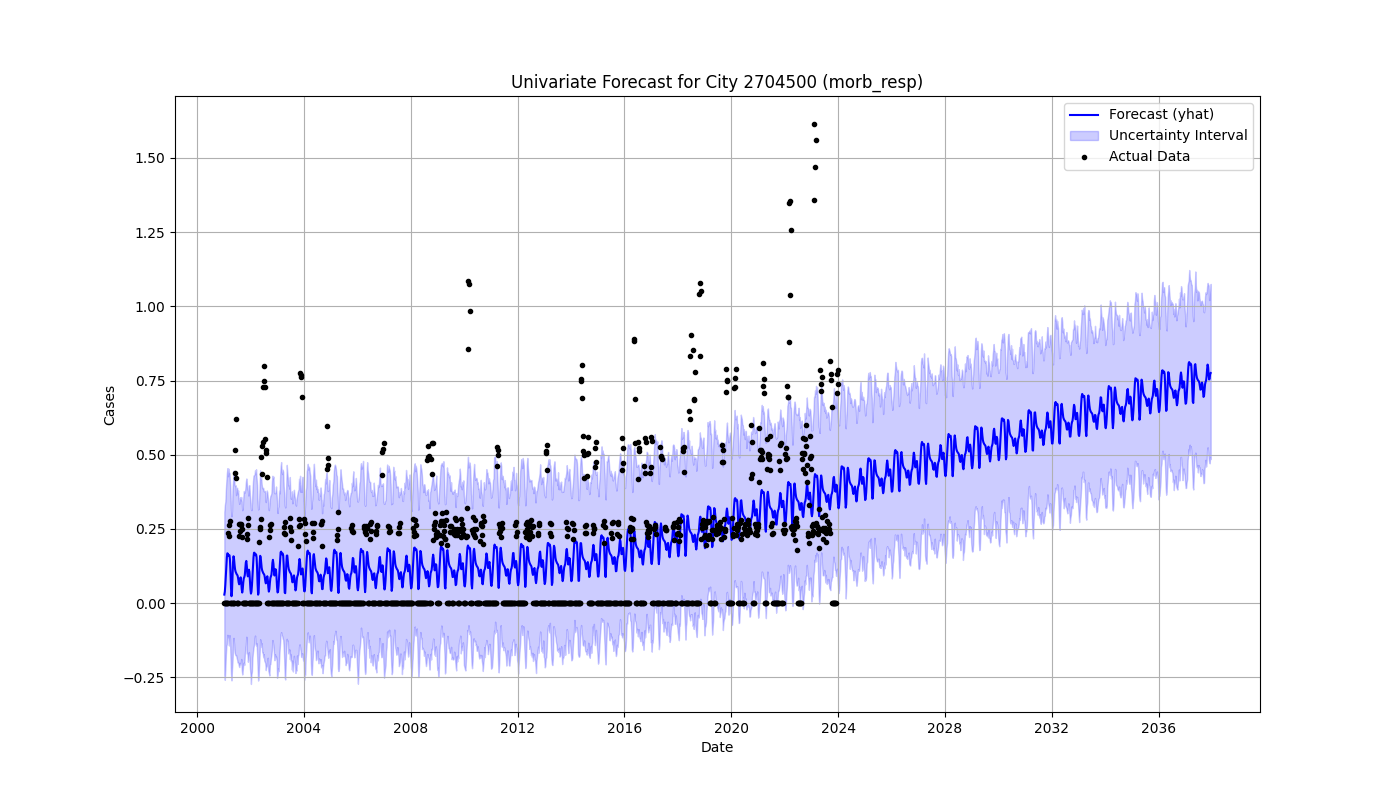 Univariate Forecast for City 2704500 (morb_resp)
Forecast (yhat)
Uncertainty Interval
Actual Data
Cases
1.50
1.25
1.00
0.75
0.50
0.25
0.00
−0.25
2000 2004 2008 2012 2016 2020 2024 2028 2032 2036
Date